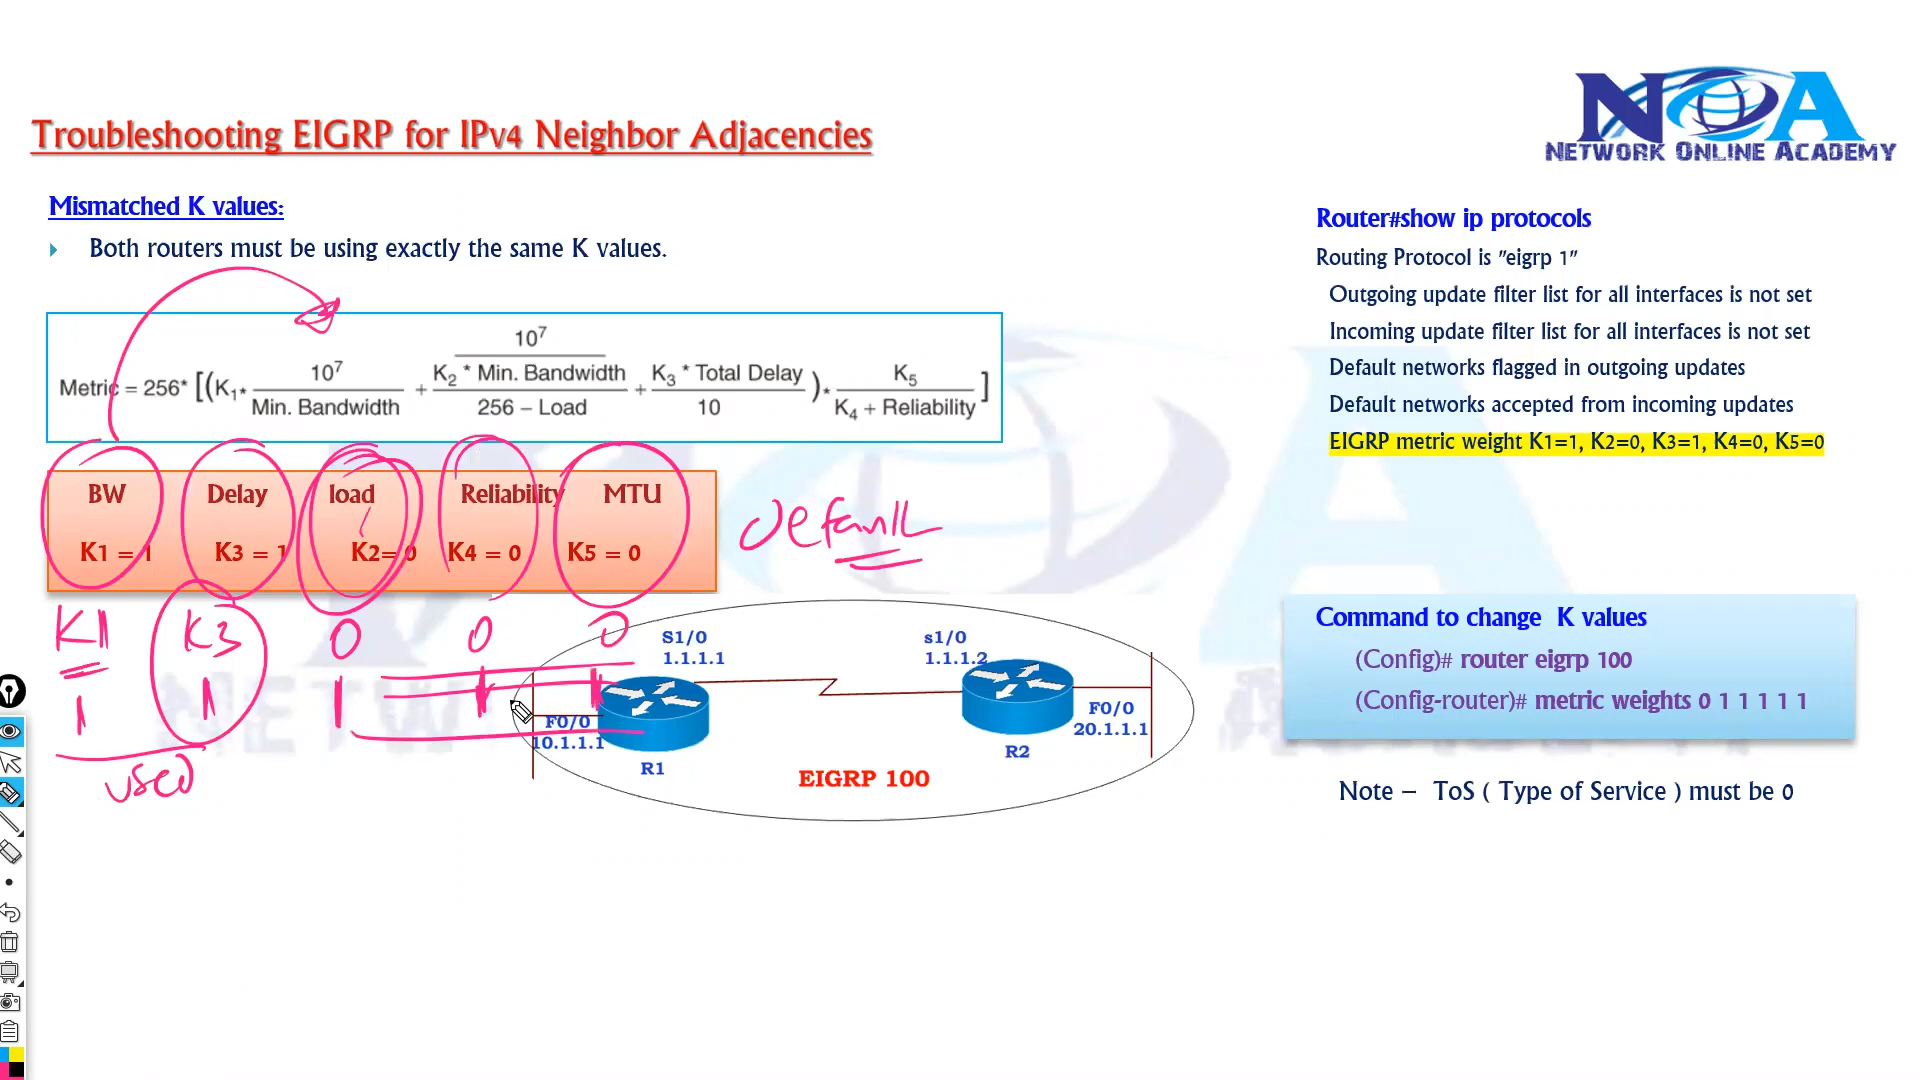 NOA
NETWORK ONLINE ACADEMY
Troubleshooting EIGRP for IPv4 Neighbor Adjacencies
Mismatched K values:
Both routers must be using exactly the same K values.
Metric = 256* [(K1* 10^7 / Min. Bandwidth + 10^7 / K2 * Min. Bandwidth / 256 – Load + K3 * Total Delay / 10 )* K5 / K4 + Reliability ]
BW Delay load Reliability MTU
K1 = 1 K3 = 1 K2= 0 K4 = 0 K5 = 0
Default
K1 K3 0 0 0
1 1 1 1 1
used
S1/0
1.1.1.1
s1/0
1.1.1.2
F0/0
10.1.1.1
F0/0
20.1.1.1
R1
R2
EIGRP 100
Router#show ip protocols
Routing Protocol is "eigrp 1"
Outgoing update filter list for all interfaces is not set
Incoming update filter list for all interfaces is not set
Default networks flagged in outgoing updates
Default networks accepted from incoming updates
EIGRP metric weight K1=1, K2=0, K3=1, K4=0, K5=0
Command to change K values
(Config)# router eigrp 100
(Config-router)# metric weights 0 1 1 1 1 1
Note – ToS ( Type of Service ) must be 0